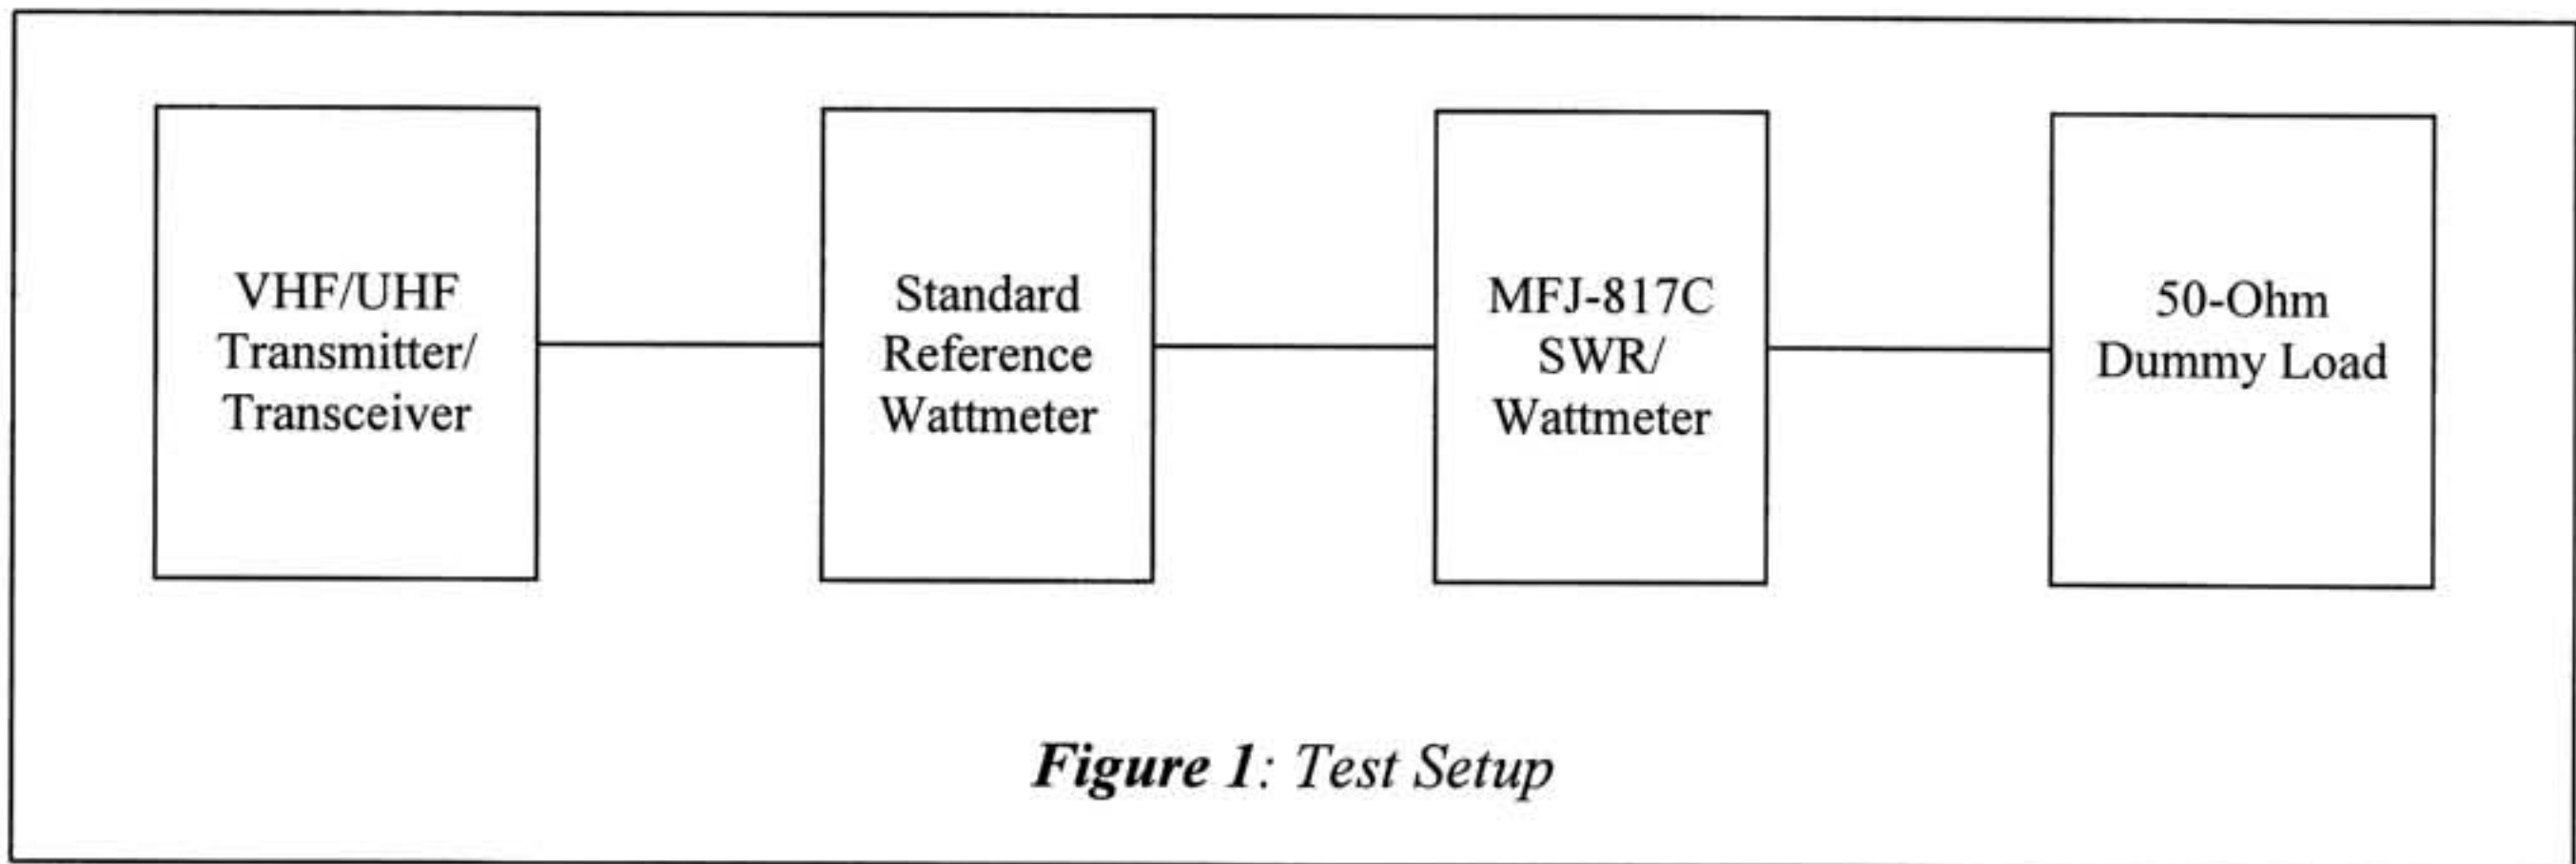 VHF/UHF
Transmitter/
Transceiver
Standard
Reference
Wattmeter
MFJ-817C
SWR/
Wattmeter
50-Ohm
Dummy Load
Figure 1: Test Setup